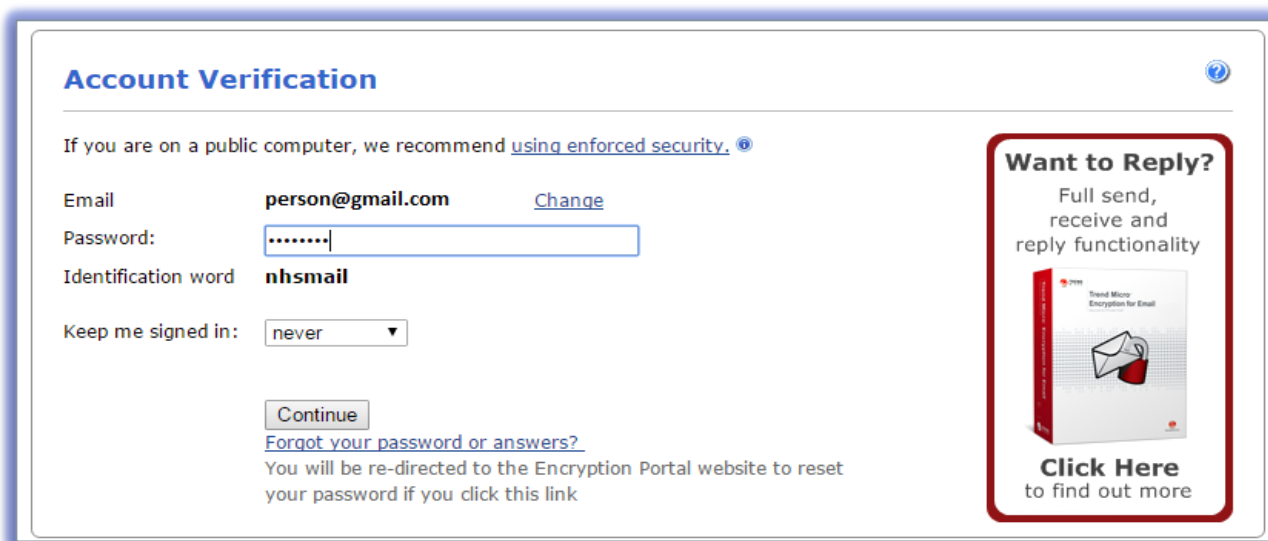 Account Verification
If you are on a public computer, we recommend using enforced security.
Email person@gmail.com Change
Password: ••••••••
Identification word nhsmail
Keep me signed in: never
Continue
Forgot your password or answers?
You will be re-directed to the Encryption Portal website to reset
your password if you click this link
Want to Reply?
Full send,
receive and
reply functionality
Trend Micro
Encryption for Email
Click Here
to find out more